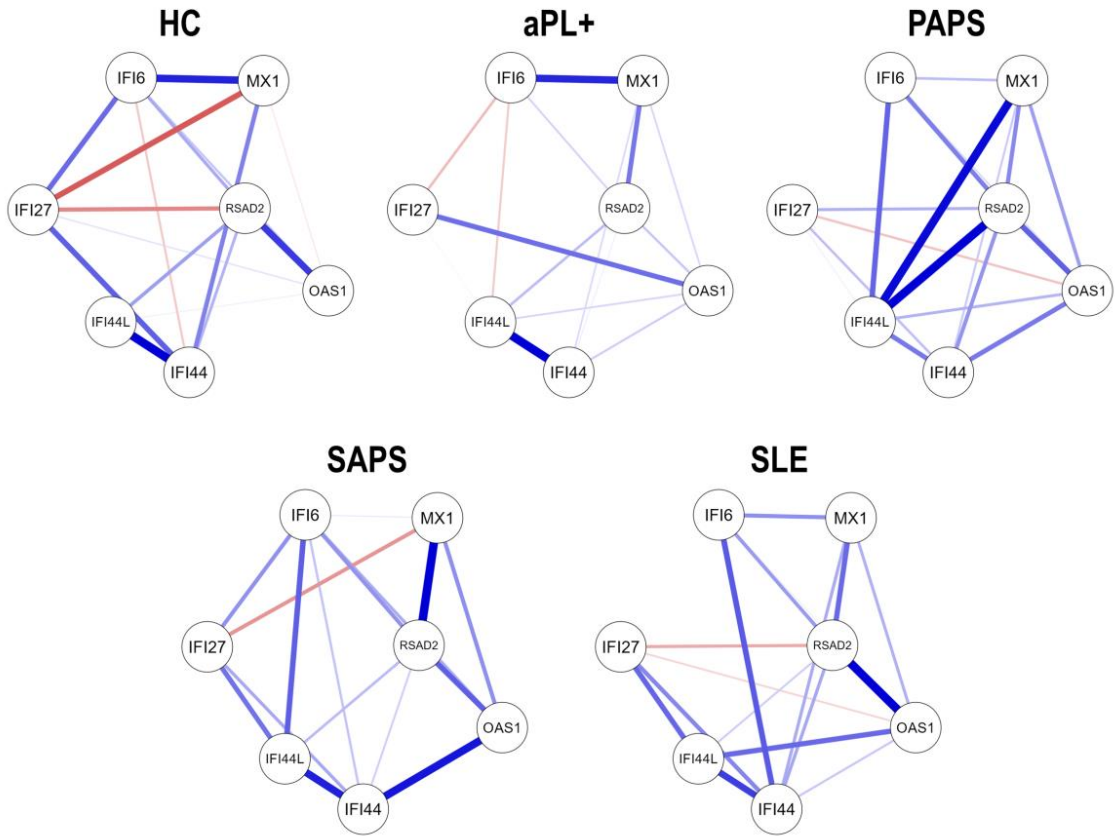 HC
aPL+
PAPS
IFI6
MX1
IFI27
RSAD2
OAS1
IFI44L
IFI44
IFI6
MX1
IFI27
RSAD2
OAS1
IFI44L
IFI44
IFI6
MX1
IFI27
RSAD2
OAS1
IFI44L
IFI44
SAPS
SLE
IFI6
MX1
IFI27
RSAD2
OAS1
IFI44L
IFI44
IFI6
MX1
IFI27
RSAD2
OAS1
IFI44L
IFI44